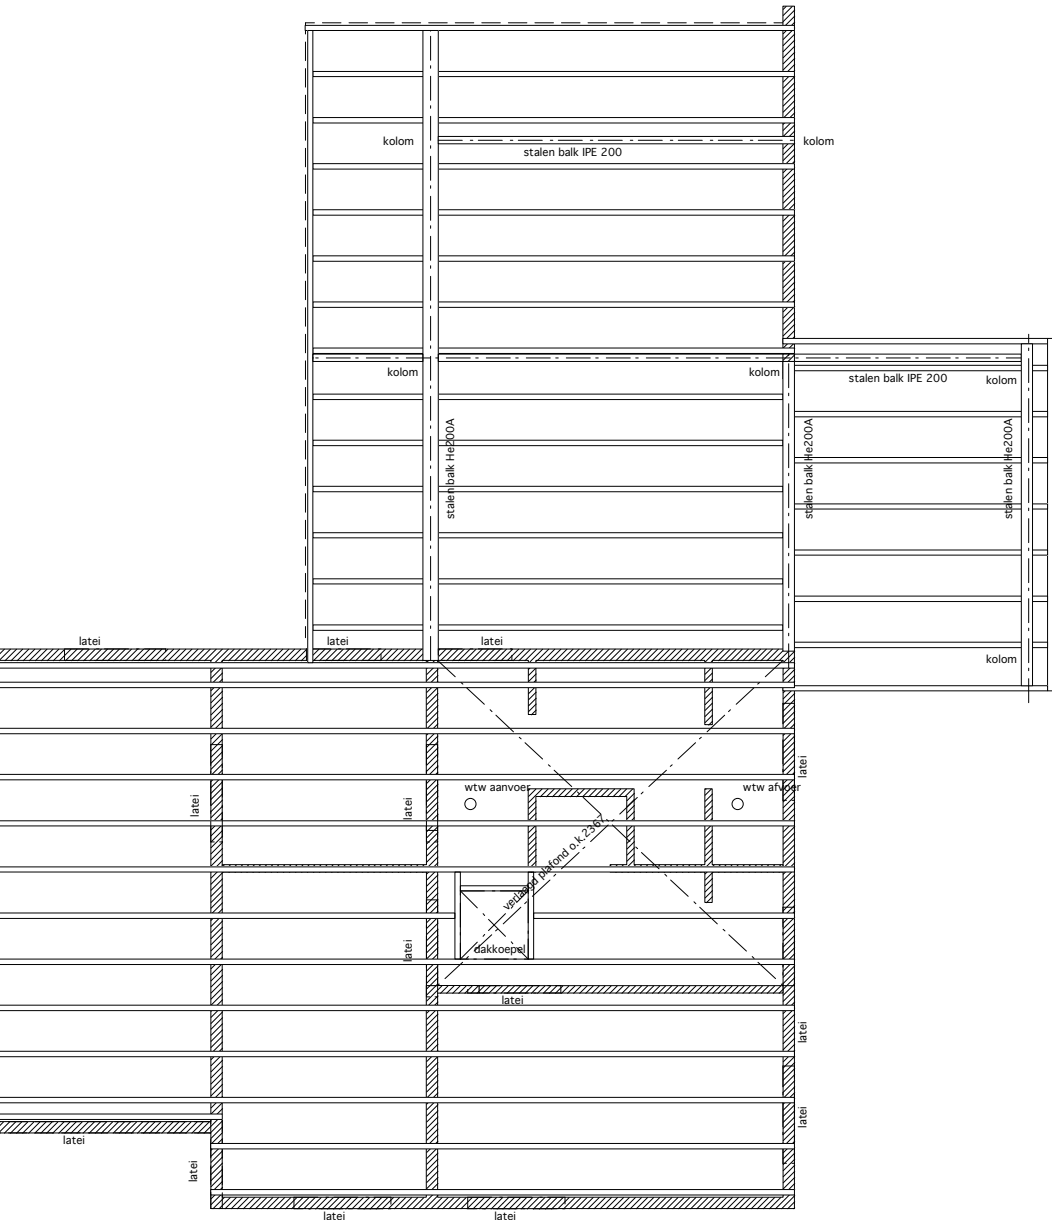 kolom
kolom
stalen balk IPE 200
kolom
kolom
stalen balk IPE 200
kolom
stalen balk He200A
stalen balk He200A
stalen balk He200A
latei
latei
latei
kolom
latei
wtw aanvoer
wtw afvoer
latei
latei
verlaagd plafond o.k.2367
latei
dakkoepel
latei
latei
latei
latei
latei
latei
latei